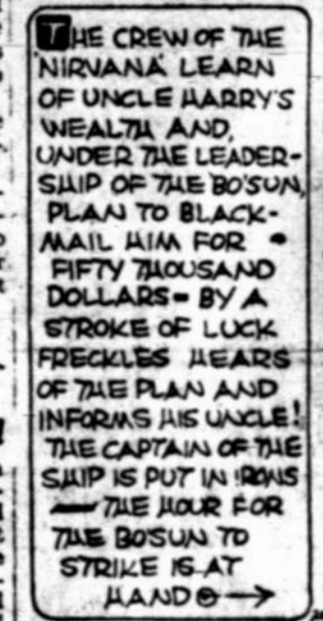 THE CREW OF THE
'NIRVANA' LEARN
OF UNCLE HARRY'S
WEALTH AND,
UNDER THE LEADER-
SHIP OF THE BO'SUN,
PLAN TO BLACK-
MAIL HIM FOR -
FIFTY THOUSAND
DOLLARS - BY A
STROKE OF LUCK
FRECKLES HEARS
OF THE PLAN AND
INFORMS HIS UNCLE!
THE CAPTAIN OF THE
SHIP IS PUT IN IRONS
— THE HOUR FOR
THE BOSUN TO
STRIKE IS AT
HAND →